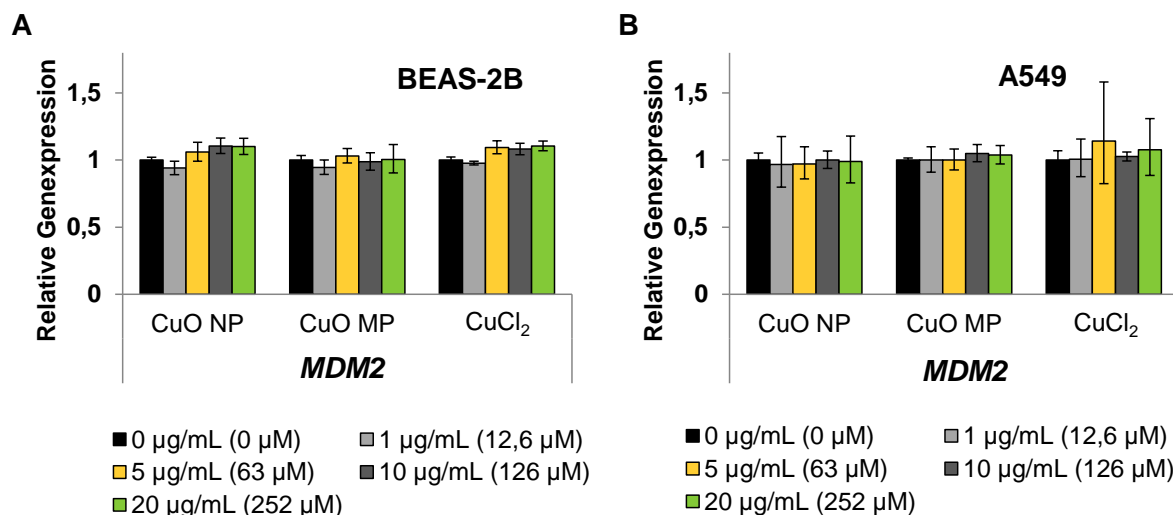 A
Relative Genexpression
1,5
1
0,5
0
BEAS-2B
CuO NP
CuO MP
CuCl₂
MDM2
0 µg/mL (0 µM)
1 µg/mL (12,6 µM)
5 µg/mL (63 µM)
10 µg/mL (126 µM)
20 µg/mL (252 µM)
B
Relative Genexpression
1,5
1
0,5
0
A549
CuO NP
CuO MP
CuCl₂
MDM2
0 µg/mL (0 µM)
1 µg/mL (12,6 µM)
5 µg/mL (63 µM)
10 µg/mL (126 µM)
20 µg/mL (252 µM)